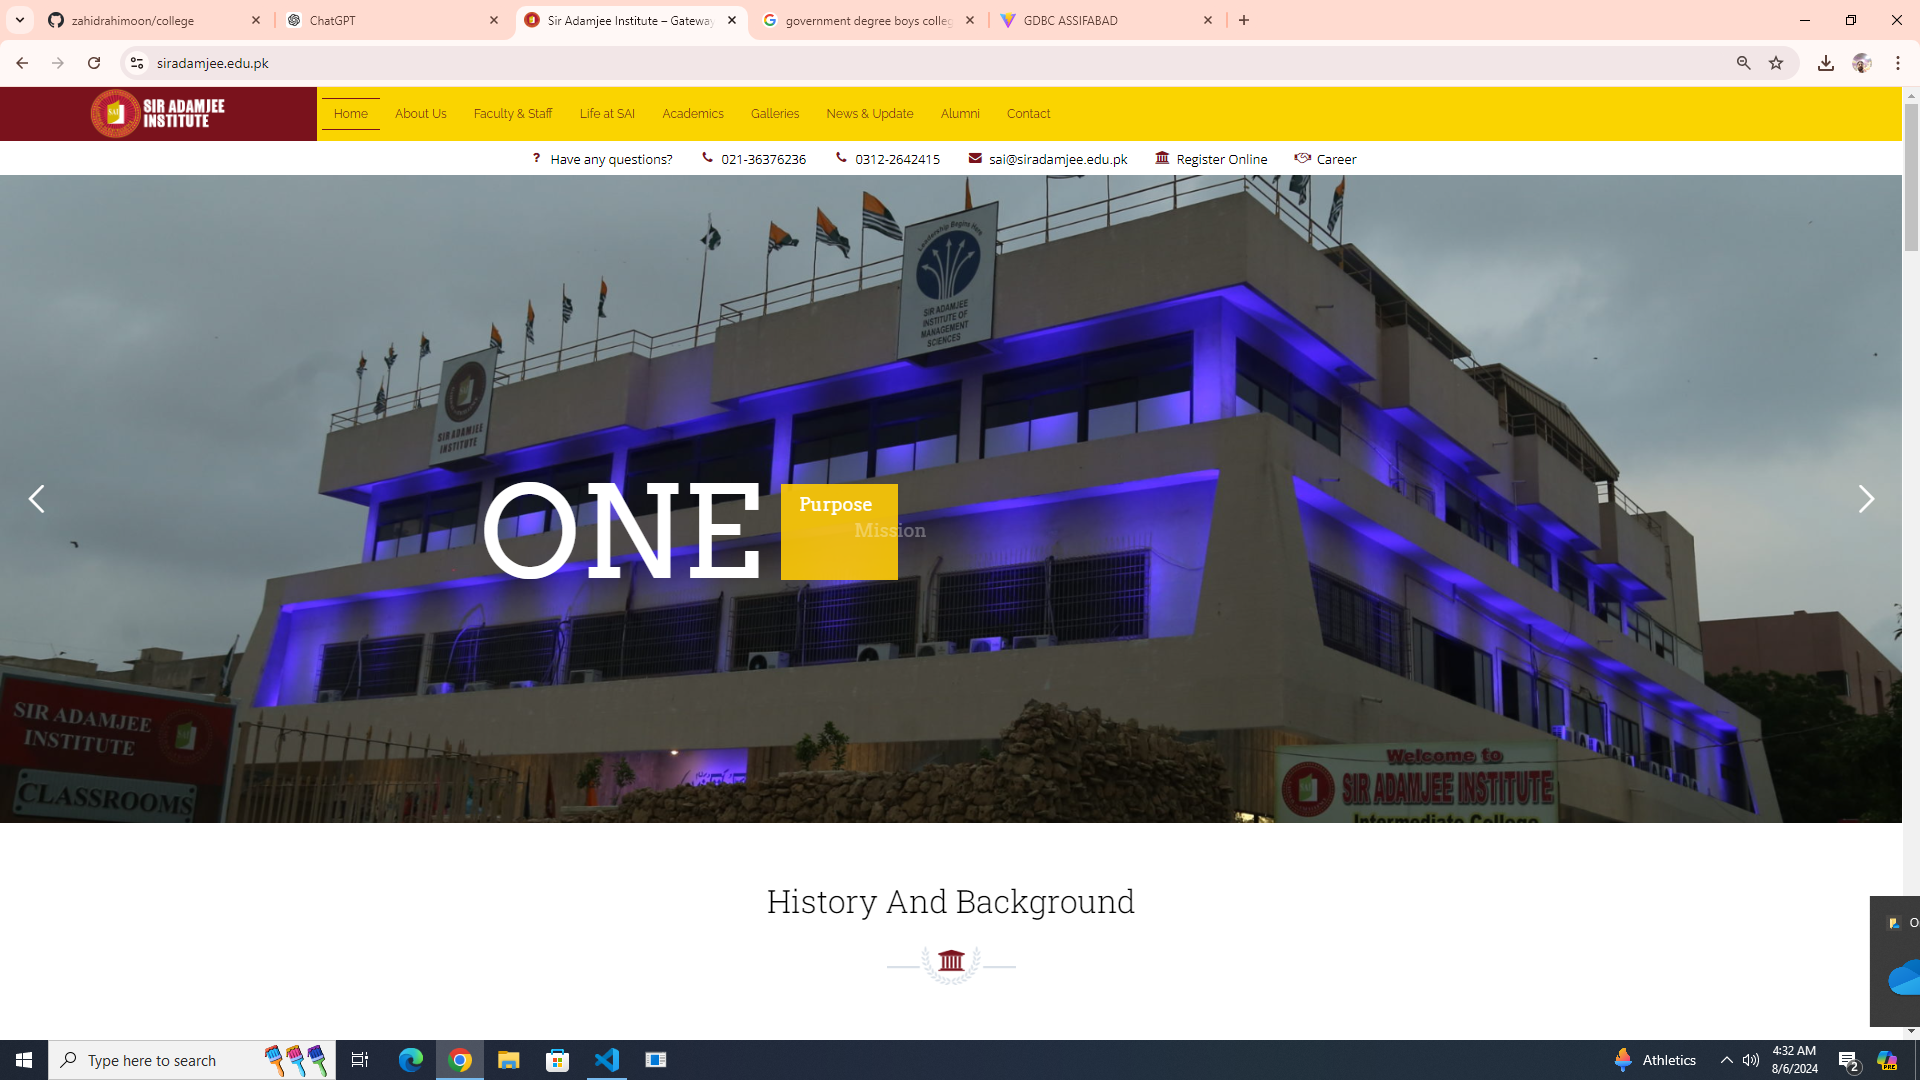 zahidrahimoon/college
ChatGPT
Sir Adamjee Institute – Gateway
government degree boys colleg
GDBC ASSIFABAD
siradamjee.edu.pk
SIR ADAMJEE
INSTITUTE
Home
About Us
Faculty & Staff
Life at SAI
Academics
Galleries
News & Update
Alumni
Contact
? Have any questions?
021-36376236
0312-2642415
sai@siradamjee.edu.pk
Register Online
Career
Leadership Begins Here
SIR ADAMJEE
INSTITUTE OF
MANAGEMENT
SCIENCES
SIR ADAMJEE
INSTITUTE
ONE
Purpose
Mission
SIR ADAMJEE
INSTITUTE
CLASSROOMS
Welcome to
SIR ADAMJEE INSTITUTE
Intermediate College
History And Background
O
Type here to search
Athletics
4:32 AM
8/6/2024
2
PRE